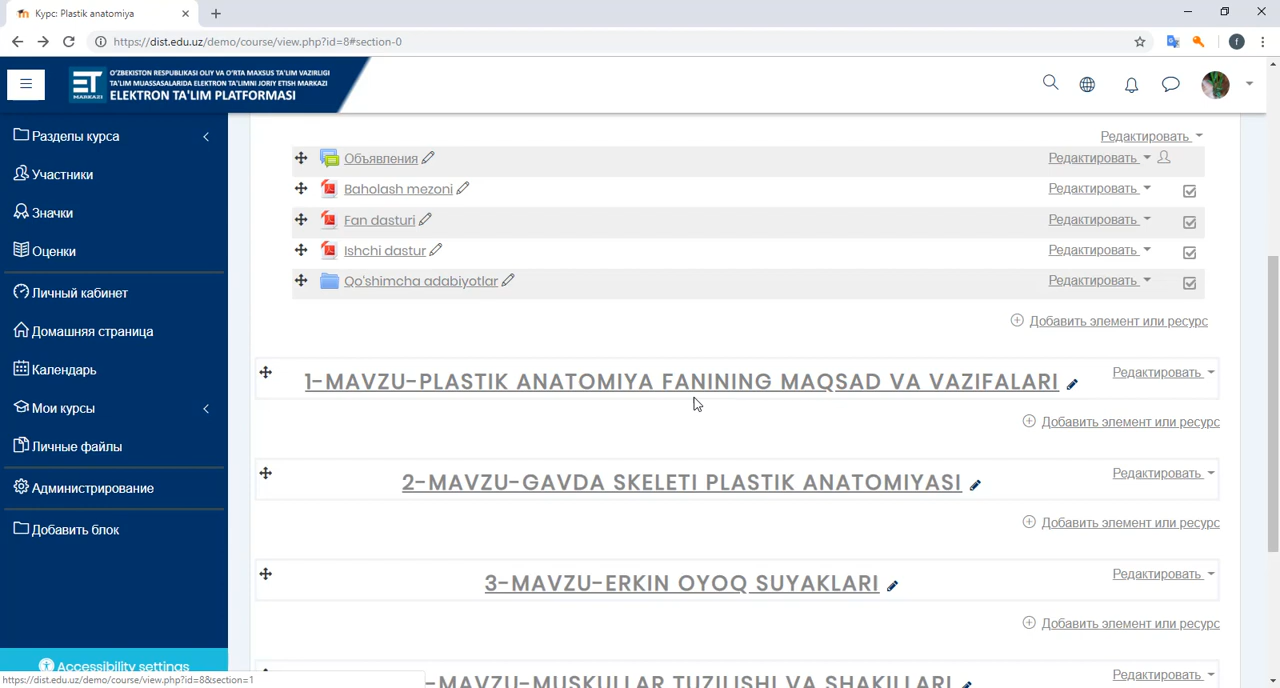 Курс: Plastik anatomiya
https://dist.edu.uz/demo/course/view.php?id=8#section-0
f
ET
MARKAZI
O'ZBEKISTON RESPUBLIKASI OLIY VA O'RTA MAXSUS TA'LIM VAZIRLIGI
TA'LIM MUASSASALARIDA ELEKTRON TA'LIMNI JORIY ETISH MARKAZI
ELEKTRON TA'LIM PLATFORMASI
Разделы курса
Участники
Значки
Оценки
Личный кабинет
Домашняя страница
Календарь
Мои курсы
Личные файлы
Администрирование
Добавить блок
Accessibility settings
Редактировать
Объявления Редактировать
Baholash mezoni Редактировать
Fan dasturi Редактировать
Ishchi dastur Редактировать
Qo'shimcha adabiyotlar Редактировать
Добавить элемент или ресурс
1-MAVZU-PLASTIK ANATOMIYA FANINING MAQSAD VA VAZIFALARI Редактировать
Добавить элемент или ресурс
2-MAVZU-GAVDA SKELETI PLASTIK ANATOMIYASI Редактировать
Добавить элемент или ресурс
3-MAVZU-ERKIN OYOQ SUYAKLARI Редактировать
Добавить элемент или ресурс
-MAVZU-MUSKULLAR TUZILISHI VA SHAKLLARI Редактировать
https://dist.edu.uz/demo/course/view.php?id=8&section=1